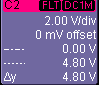 C2 FLT DC1M
2.00 V/div
0 mV offset
----- 0.00 V
----- 4.80 V
Δy 4.80 V